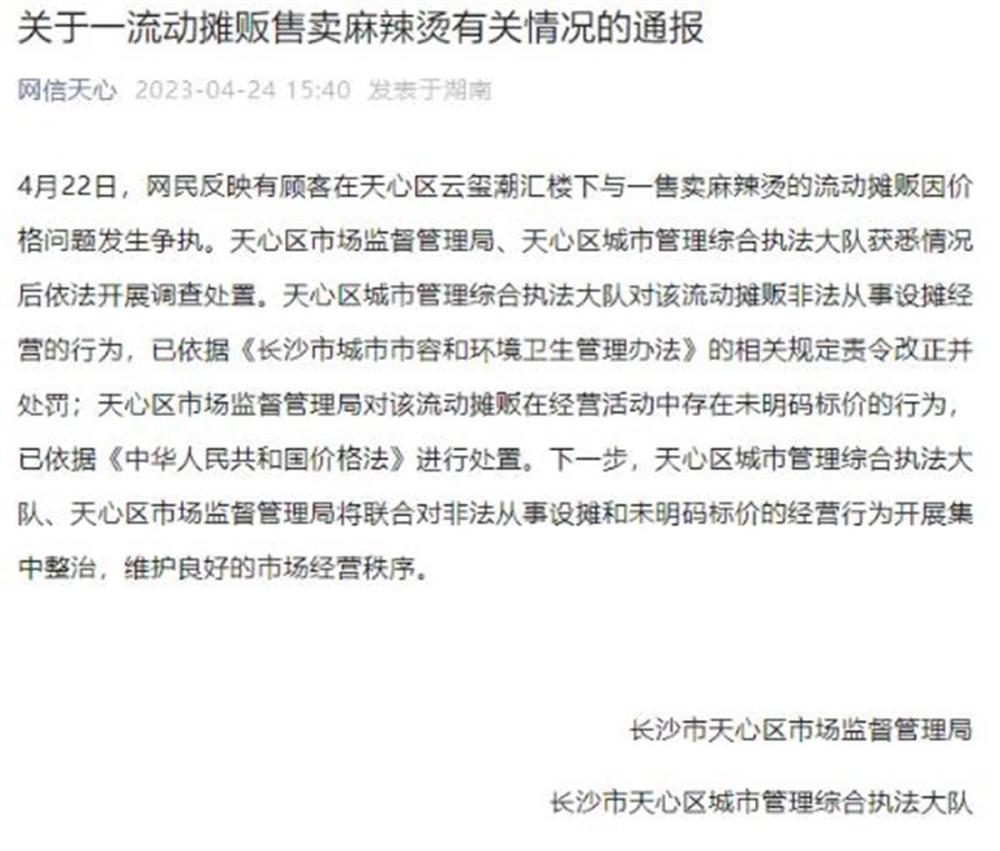 关于一流动摊贩售卖麻辣烫有关情况的通报
网信天心 2023-04-24 15:40 发表于湖南
4月22日，网民反映有顾客在天心区云玺潮汇楼下与一售卖麻辣烫的流动摊贩因价
格问题发生争执。天心区市场监督管理局、天心区城市管理综合执法大队获悉情况
后依法开展调查处置。天心区城市管理综合执法大队对该流动摊贩非法从事设摊经
营的行为，已依据《长沙市城市市容和环境卫生管理办法》的相关规定责令改正并
处罚；天心区市场监督管理局对该流动摊贩在经营活动中存在未明码标价的行为，
已依据《中华人民共和国价格法》进行处置。下一步，天心区城市管理综合执法大
队、天心区市场监督管理局将联合对非法从事设摊和未明码标价的经营行为开展集
中整治，维护良好的市场经营秩序。
长沙市天心区市场监督管理局
长沙市天心区城市管理综合执法大队